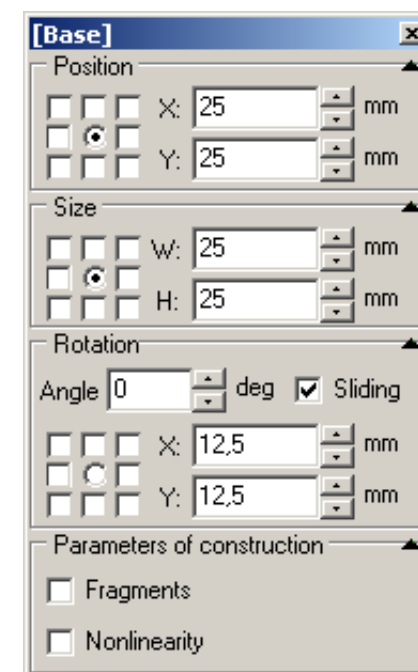 [Base]
Position
X: 25 mm
Y: 25 mm
Size
W: 25 mm
H: 25 mm
Rotation
Angle 0 deg Sliding
X: 12,5 mm
Y: 12,5 mm
Parameters of construction
Fragments
Nonlinearity